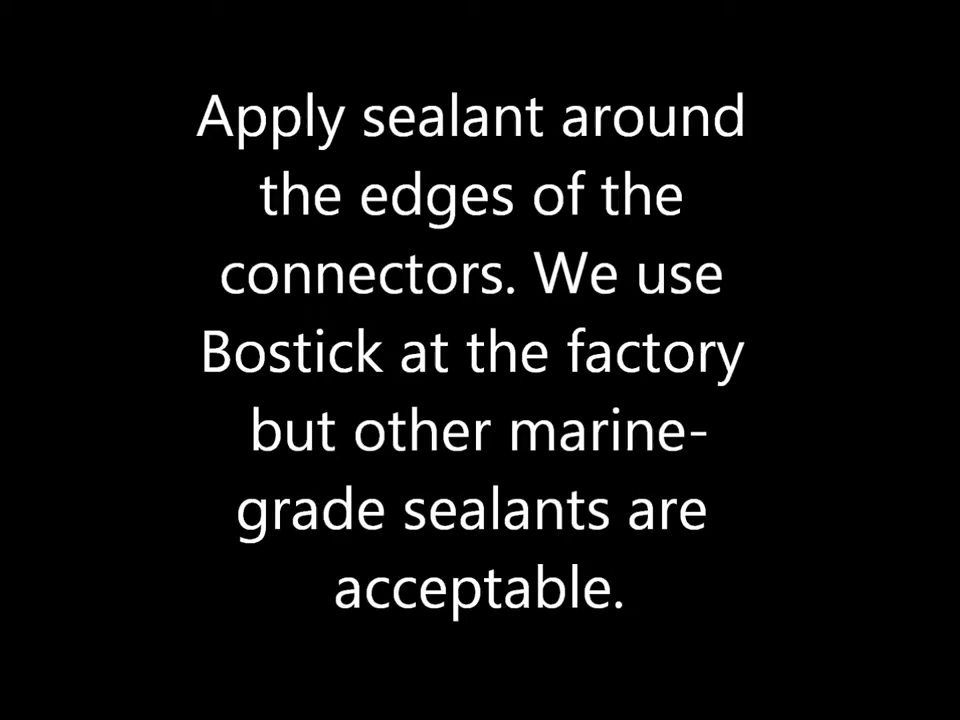 Apply sealant around
the edges of the
connectors. We use
Bostick at the factory
but other marine-
grade sealants are
acceptable.